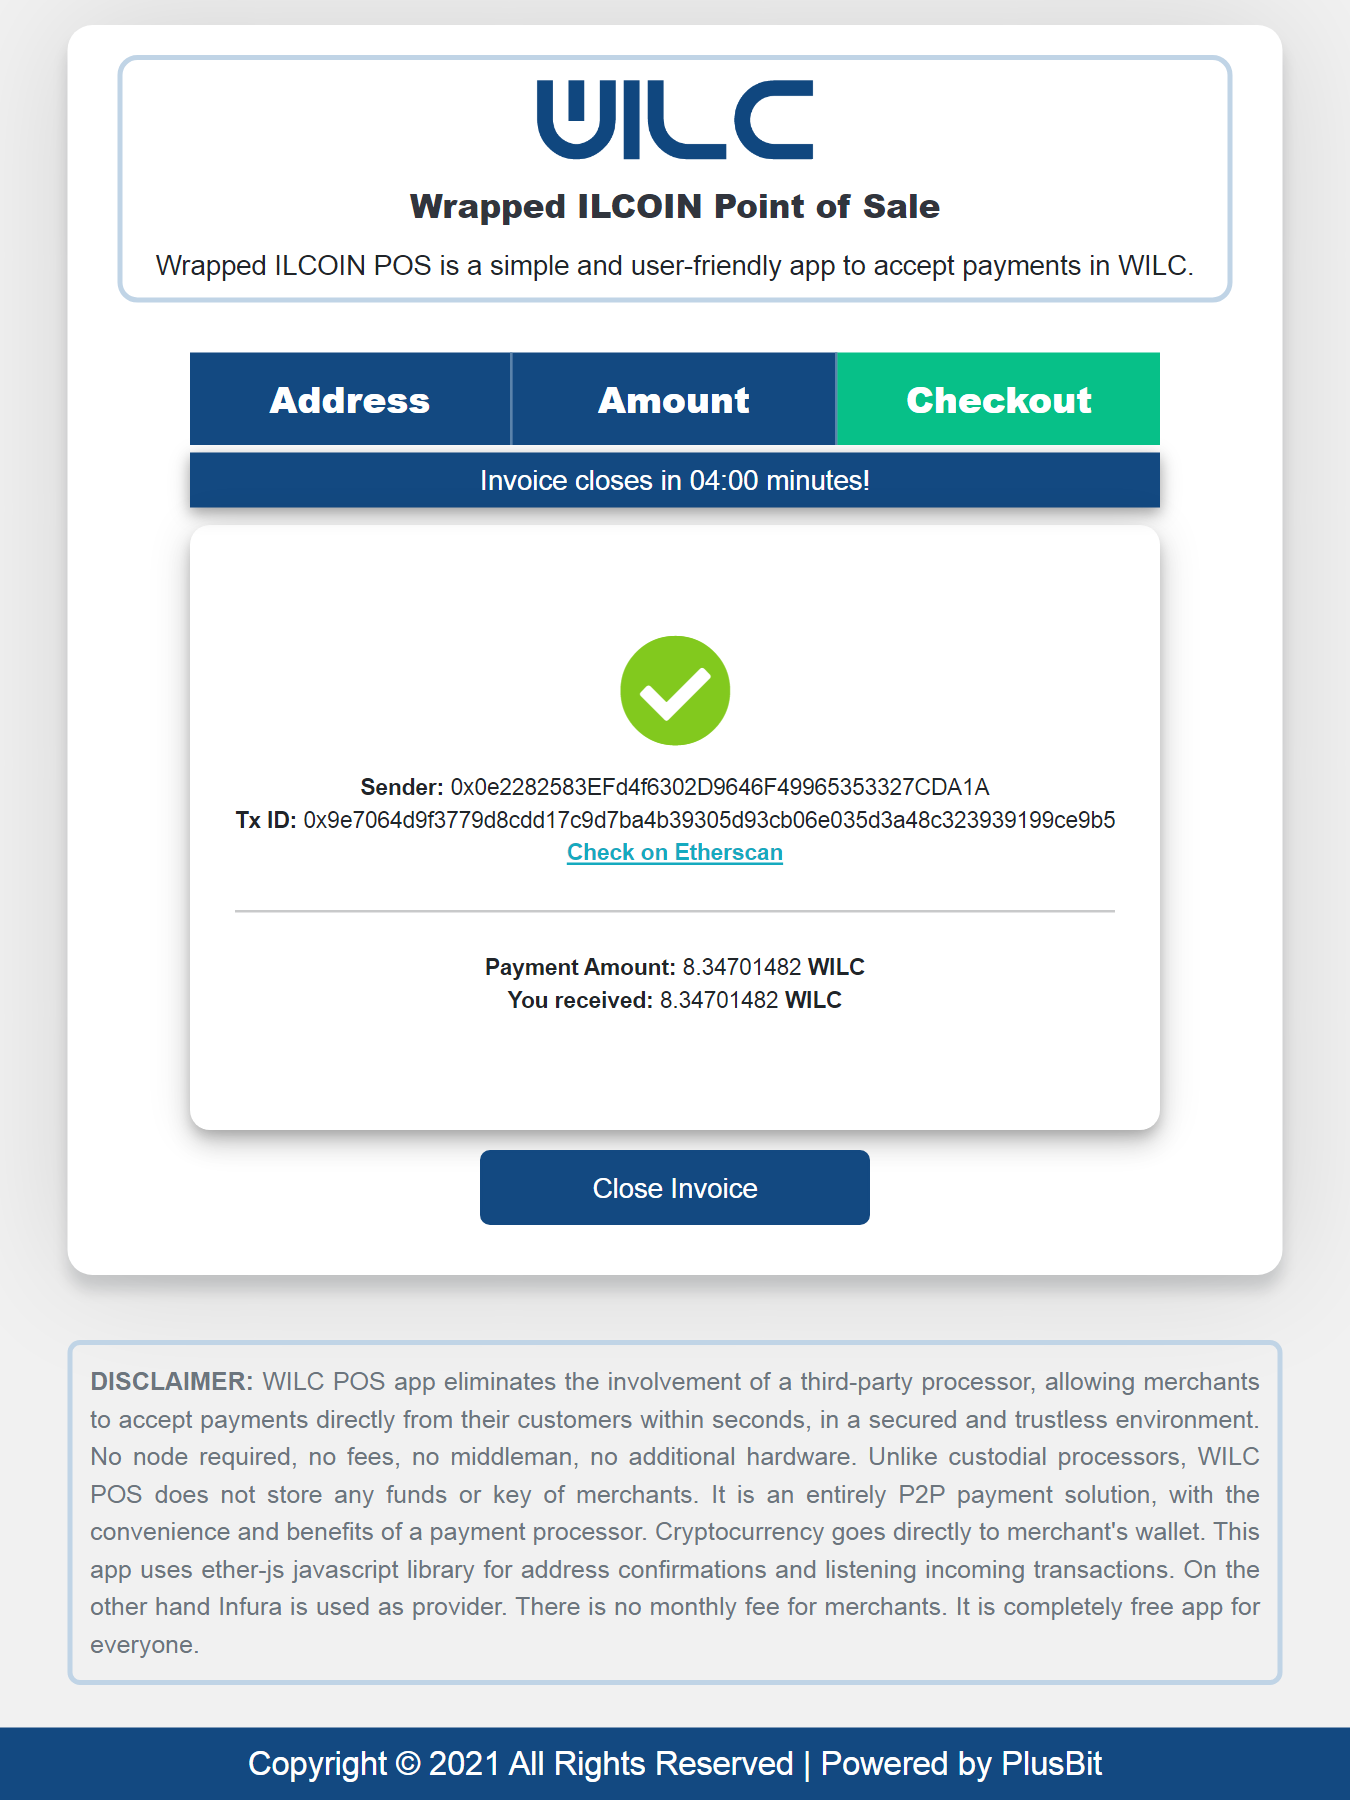 WILC
Wrapped ILCOIN Point of Sale
Wrapped ILCOIN POS is a simple and user-friendly app to accept payments in WILC.
Address Amount Checkout
Invoice closes in 04:00 minutes!
Sender: 0x0e2282583EFd4f6302D9646F49965353327CDA1A
Tx ID: 0x9e7064d9f3779d8cdd17c9d7ba4b39305d93cb06e035d3a48c323939199ce9b5
Check on Etherscan
Payment Amount: 8.34701482 WILC
You received: 8.34701482 WILC
Close Invoice
DISCLAIMER: WILC POS app eliminates the involvement of a third-party processor, allowing merchants
to accept payments directly from their customers within seconds, in a secured and trustless environment.
No node required, no fees, no middleman, no additional hardware. Unlike custodial processors, WILC
POS does not store any funds or key of merchants. It is an entirely P2P payment solution, with the
convenience and benefits of a payment processor. Cryptocurrency goes directly to merchant's wallet. This
app uses ether-js javascript library for address confirmations and listening incoming transactions. On the
other hand Infura is used as provider. There is no monthly fee for merchants. It is completely free app for
everyone.
Copyright © 2021 All Rights Reserved | Powered by PlusBit